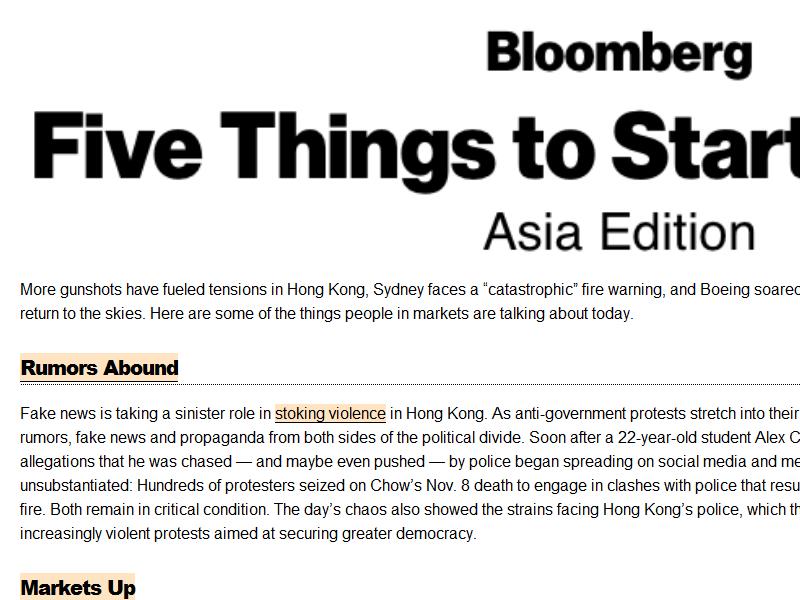 Bloomberg
Five Things to Start
Asia Edition
More gunshots have fueled tensions in Hong Kong, Sydney faces a “catastrophic” fire warning, and Boeing soared
return to the skies. Here are some of the things people in markets are talking about today.
Rumors Abound
Fake news is taking a sinister role in stoking violence in Hong Kong. As anti-government protests stretch into their
rumors, fake news and propaganda from both sides of the political divide. Soon after a 22-year-old student Alex C
allegations that he was chased — and maybe even pushed — by police began spreading on social media and me
unsubstantiated: Hundreds of protesters seized on Chow’s Nov. 8 death to engage in clashes with police that resu
fire. Both remain in critical condition. The day’s chaos also showed the strains facing Hong Kong’s police, which th
increasingly violent protests aimed at securing greater democracy.
Markets Up